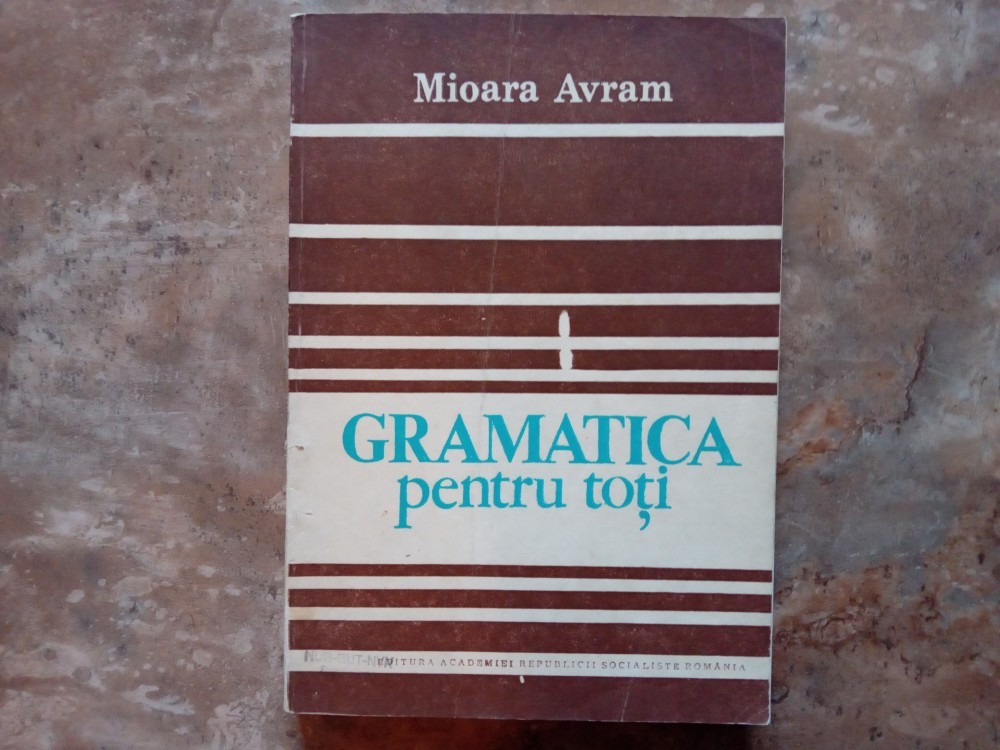 Mioara Avram
GRAMATICA
pentru toți
EDITURA ACADEMIEI REPUBLICII SOCIALISTE ROMÂNIA